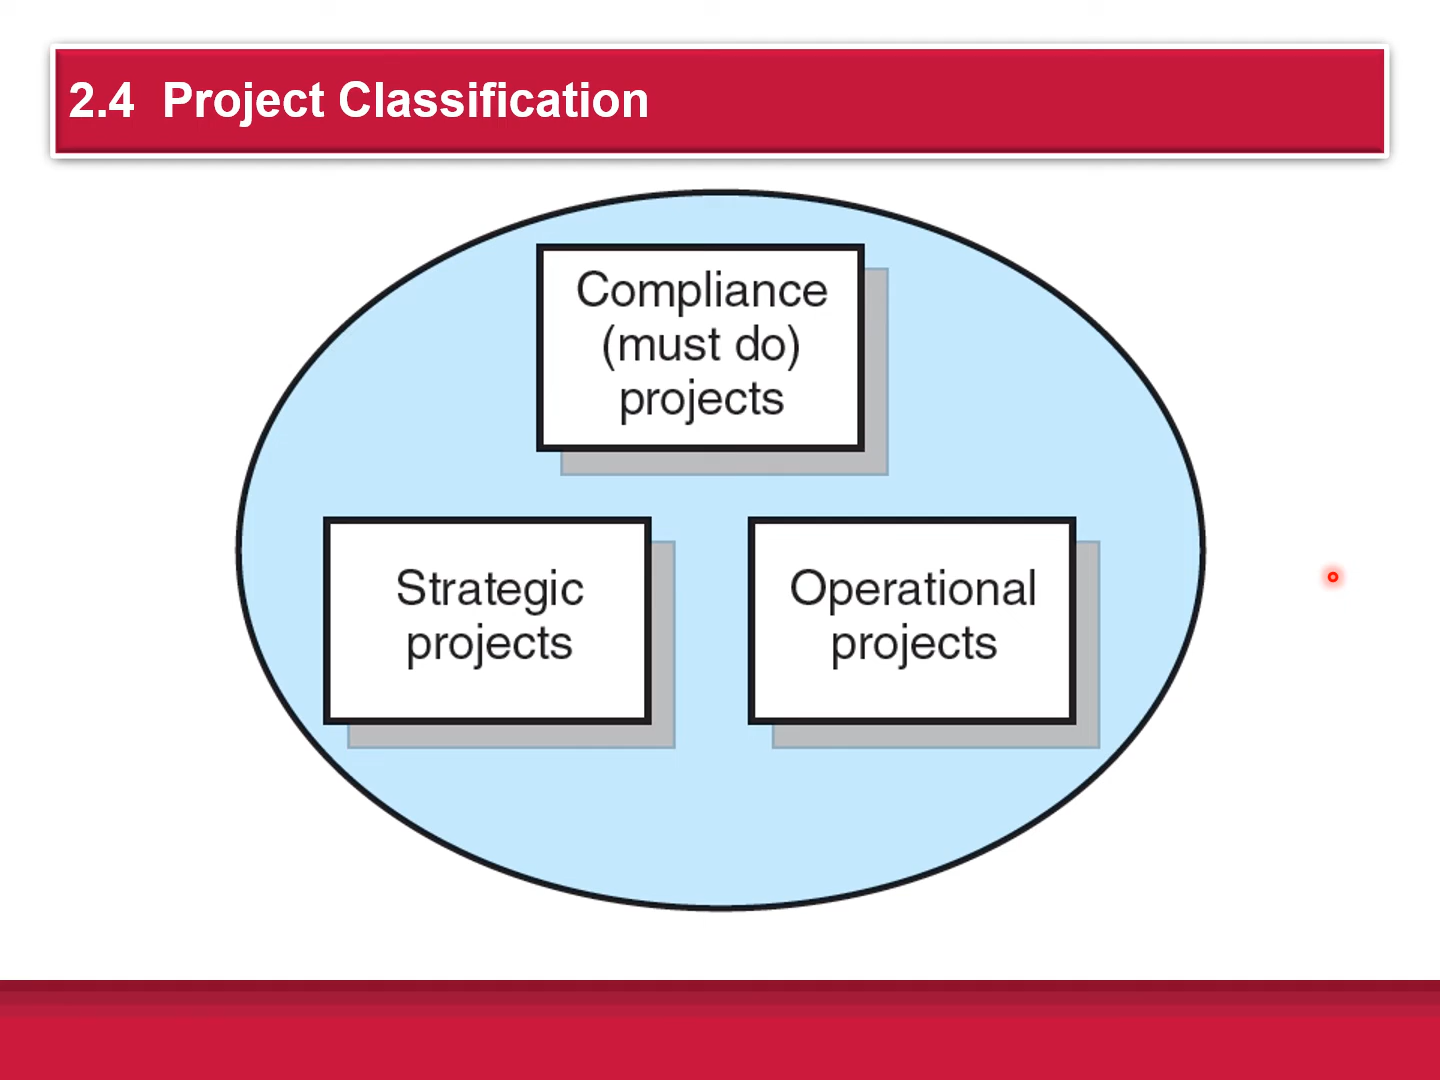 2.4 Project Classification
Compliance
(must do)
projects
Strategic
projects
Operational
projects